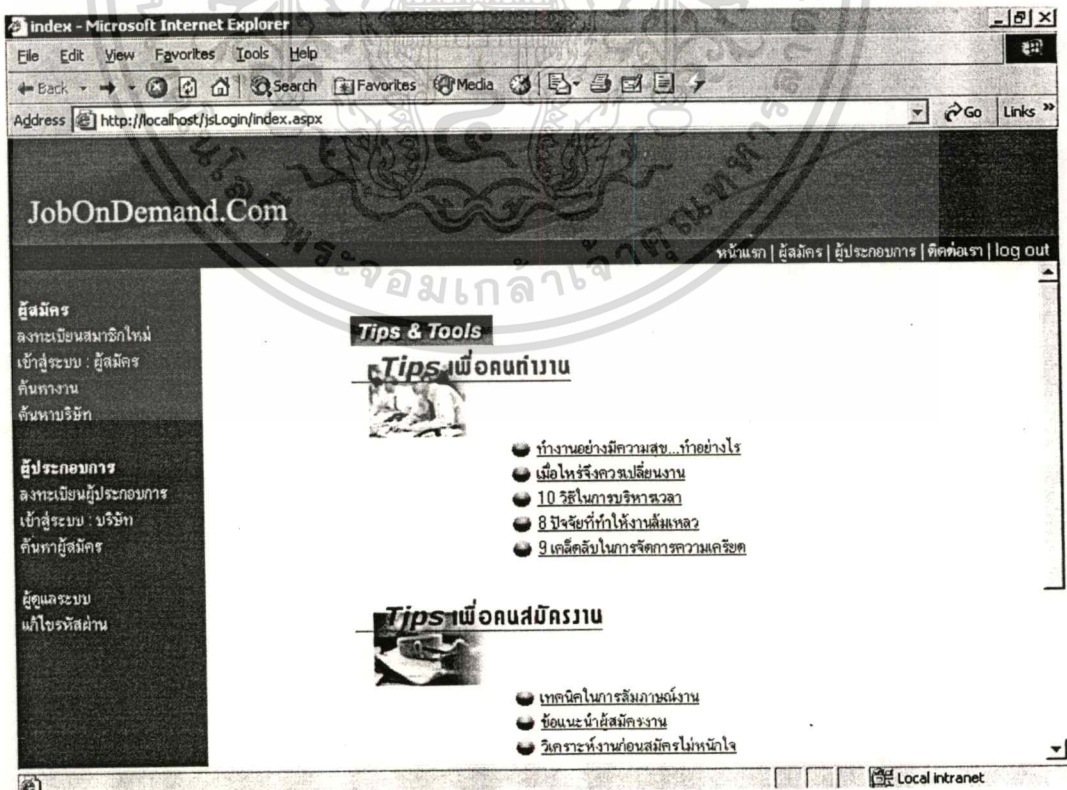 index - Microsoft Internet Explorer
File Edit View Favorites Tools Help
Back Search Favorites Media
Address http://localhost/jsLogin/index.aspx Go Links »
JobOnDemand.Com
หน้าแรก | ผู้สมัคร | ผู้ประกอบการ | ติดต่อเรา | log out
ผู้สมัคร
ลงทะเบียนสมาชิกใหม่
เข้าสู่ระบบ : ผู้สมัคร
ค้นหางาน
ค้นหาบริษัท
ผู้ประกอบการ
ลงทะเบียนผู้ประกอบการ
เข้าสู่ระบบ : บริษัท
ค้นหาผู้สมัคร
ผู้ดูแลระบบ
แก้ไขรหัสผ่าน
Tips & Tools
Tips เพื่อคนทำงาน
ทำงานอย่างมีความสุข...ทำอย่างไร
เมื่อไหร่จึงควรเปลี่ยนงาน
10 วิธีในการบริหารเวลา
8 ปัจจัยที่ทำให้งานล้มเหลว
9 เคล็ดลับในการจัดการความเครียด
Tips เพื่อคนสมัครงาน
เทคนิคในการสัมภาษณ์งาน
ข้อแนะนำผู้สมัครงาน
วิเคราะห์งานก่อนสมัครไม่หนักใจ
Local intranet
พระจอมเกล้าเจ้าคุณทหาร